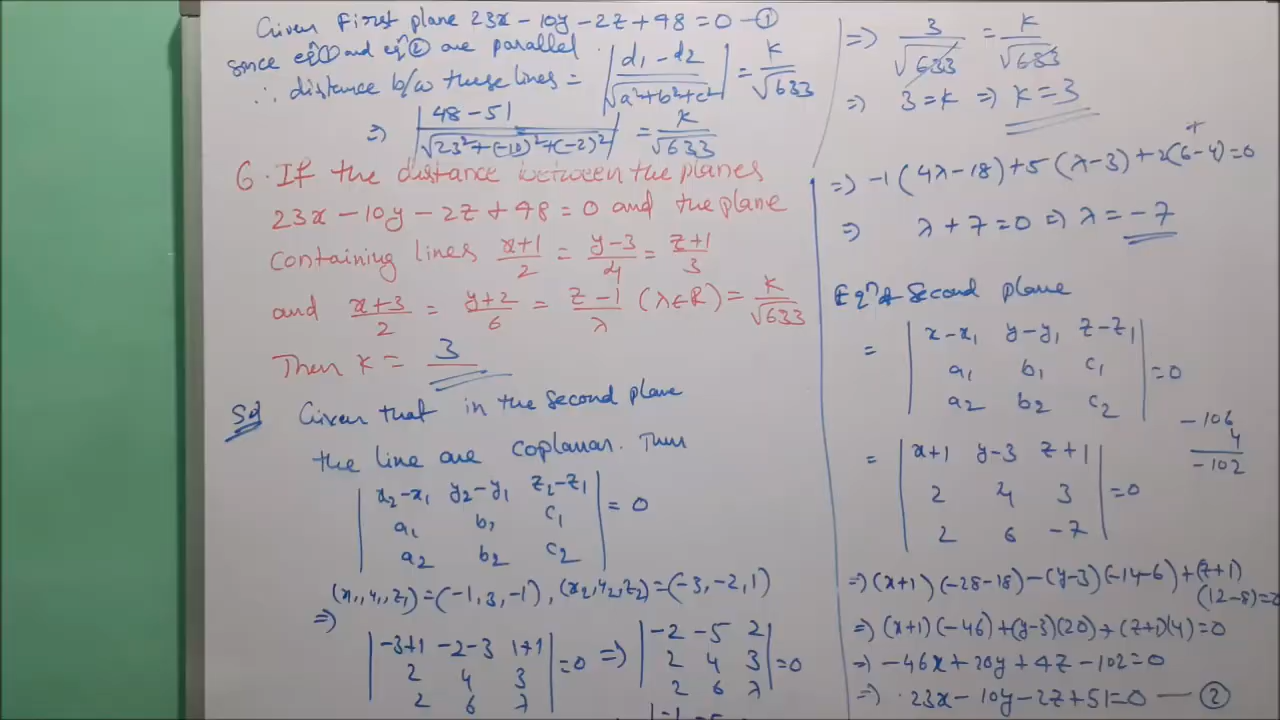 Given First plane 23x - 10y - 2z + 48 = 0 - ①
since eqⁿ① and eqⁿ② are parallel.
∴ distance b/w these lines = |d₁ - d₂ / √a²+b²+c²| = K/√633
⇒ |48 - 51 / √23²+(-10)²+(-2)²| = K/√633
6. If the distance between the planes
23x - 10y - 2z + 48 = 0 and the plane
containing lines x+1/2 = y-3/4 = z+1/3
and x+3/2 = y+2/6 = z-1/λ (λ∈R) = K/√633
Then K = 3
Sol Given that in the second plane
the line are coplanar. Then
|x₂-x₁ y₂-y₁ z₂-z₁|
|a₁ b₁ c₁| = 0
|a₂ b₂ c₂|
(x₁,y₁,z₁) = (-1,3,-1), (x₂,y₂,z₂) = (-3,-2,1)
⇒ |-3+1 -2-3 1+1| |-2 -5 2|
|2 4 3| = 0 ⇒ |2 4 3| = 0
|2 6 λ| |2 6 λ|
|-1 -5
⇒ 3/√633 = K/√633
⇒ 3 = K ⇒ K = 3
+
⇒ -1(4λ-18)+5(λ-3)+2(6-4)=0
⇒ λ+7=0 ⇒ λ = -7
Eqⁿ of Second plane
|x-x₁ y-y₁ z-z₁|
= |a₁ b₁ c₁| = 0
|a₂ b₂ c₂|
-106
4
-102
|x+1 y-3 z+1|
= |2 4 3| = 0
|2 6 -7|
⇒ (x+1)(-28-18)-(y-3)(-14-6)+(z+1)
(12-8)=0
⇒ (x+1)(-46)+(y-3)(20)+(z+1)(4)=0
⇒ -46x+20y+4z-102=0
⇒ 23x-10y-2z+51=0 — ②